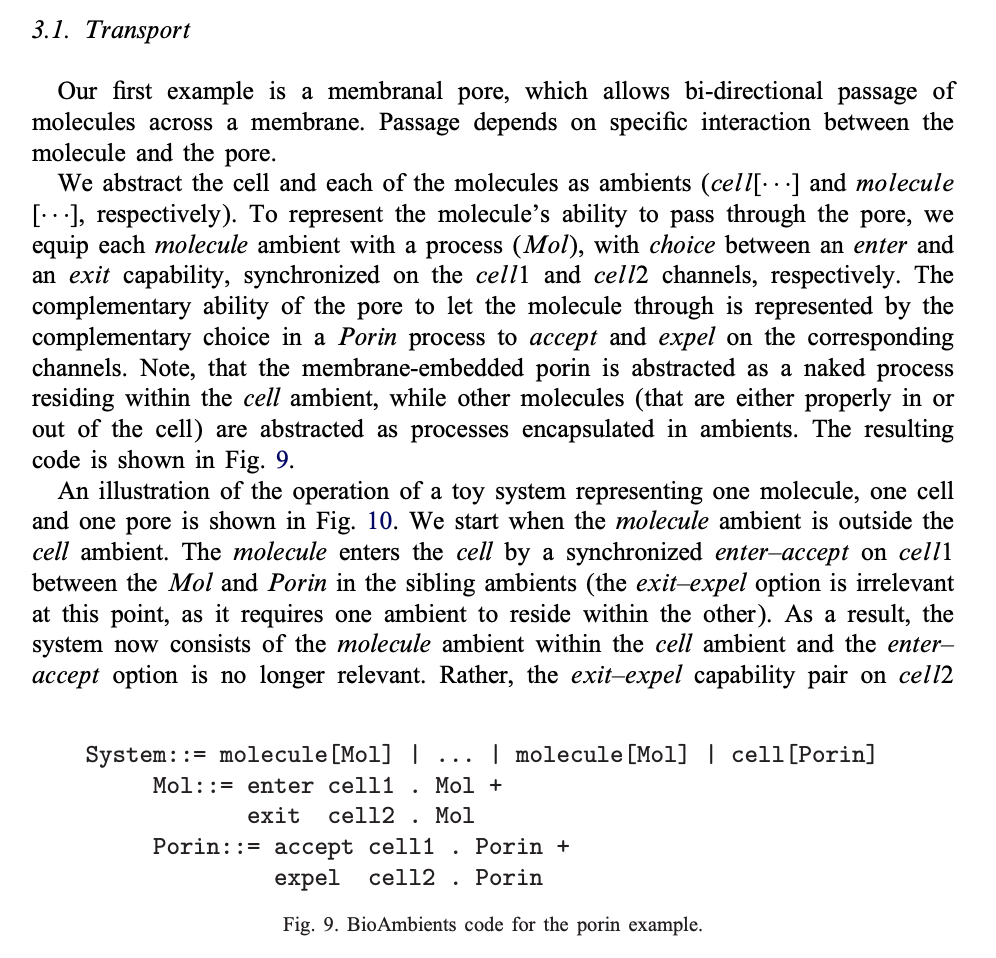 3.1. Transport
Our first example is a membranal pore, which allows bi-directional passage of
molecules across a membrane. Passage depends on specific interaction between the
molecule and the pore.
We abstract the cell and each of the molecules as ambients (cell[···] and molecule
[···], respectively). To represent the molecule's ability to pass through the pore, we
equip each molecule ambient with a process (Mol), with choice between an enter and
an exit capability, synchronized on the cell1 and cell2 channels, respectively. The
complementary ability of the pore to let the molecule through is represented by the
complementary choice in a Porin process to accept and expel on the corresponding
channels. Note, that the membrane-embedded porin is abstracted as a naked process
residing within the cell ambient, while other molecules (that are either properly in or
out of the cell) are abstracted as processes encapsulated in ambients. The resulting
code is shown in Fig. 9.
An illustration of the operation of a toy system representing one molecule, one cell
and one pore is shown in Fig. 10. We start when the molecule ambient is outside the
cell ambient. The molecule enters the cell by a synchronized enter–accept on cell1
between the Mol and Porin in the sibling ambients (the exit–expel option is irrelevant
at this point, as it requires one ambient to reside within the other). As a result, the
system now consists of the molecule ambient within the cell ambient and the enter–
accept option is no longer relevant. Rather, the exit–expel capability pair on cell2
System::= molecule[Mol] | ... | molecule[Mol] | cell[Porin]
Mol::= enter cell1 . Mol +
exit cell2 . Mol
Porin::= accept cell1 . Porin +
expel cell2 . Porin
Fig. 9. BioAmbients code for the porin example.